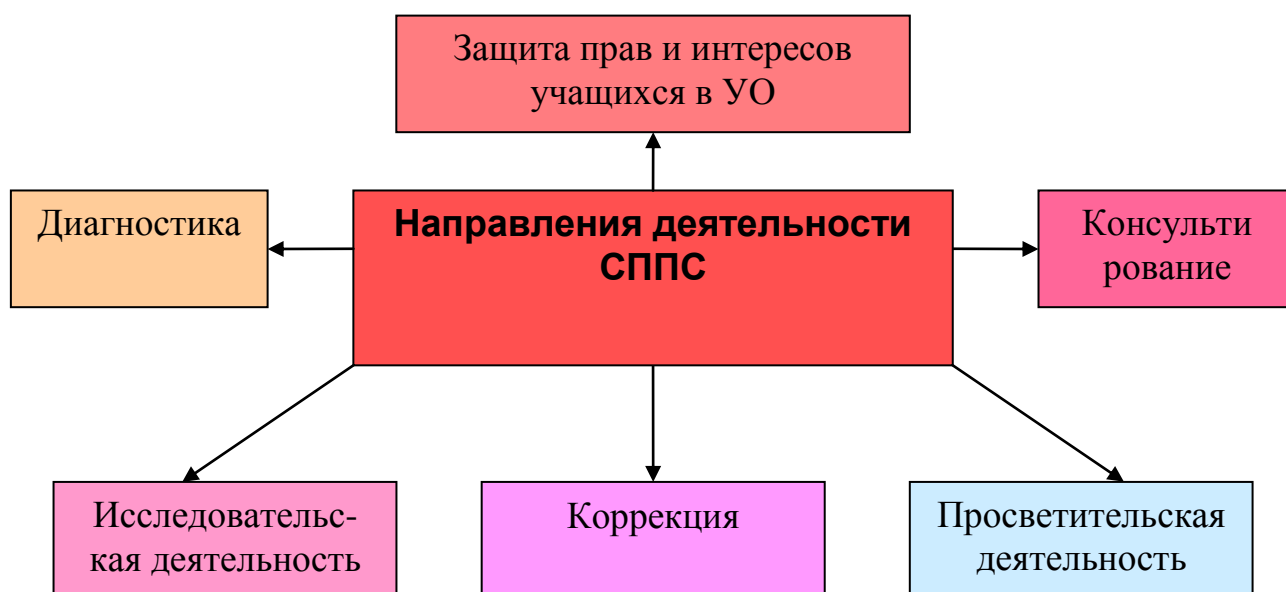 Защита прав и интересов
учащихся в УО
Диагностика
Направления деятельности
СППС
Консульти
рование
Исследовательс-
кая деятельность
Коррекция
Просветительская
деятельность